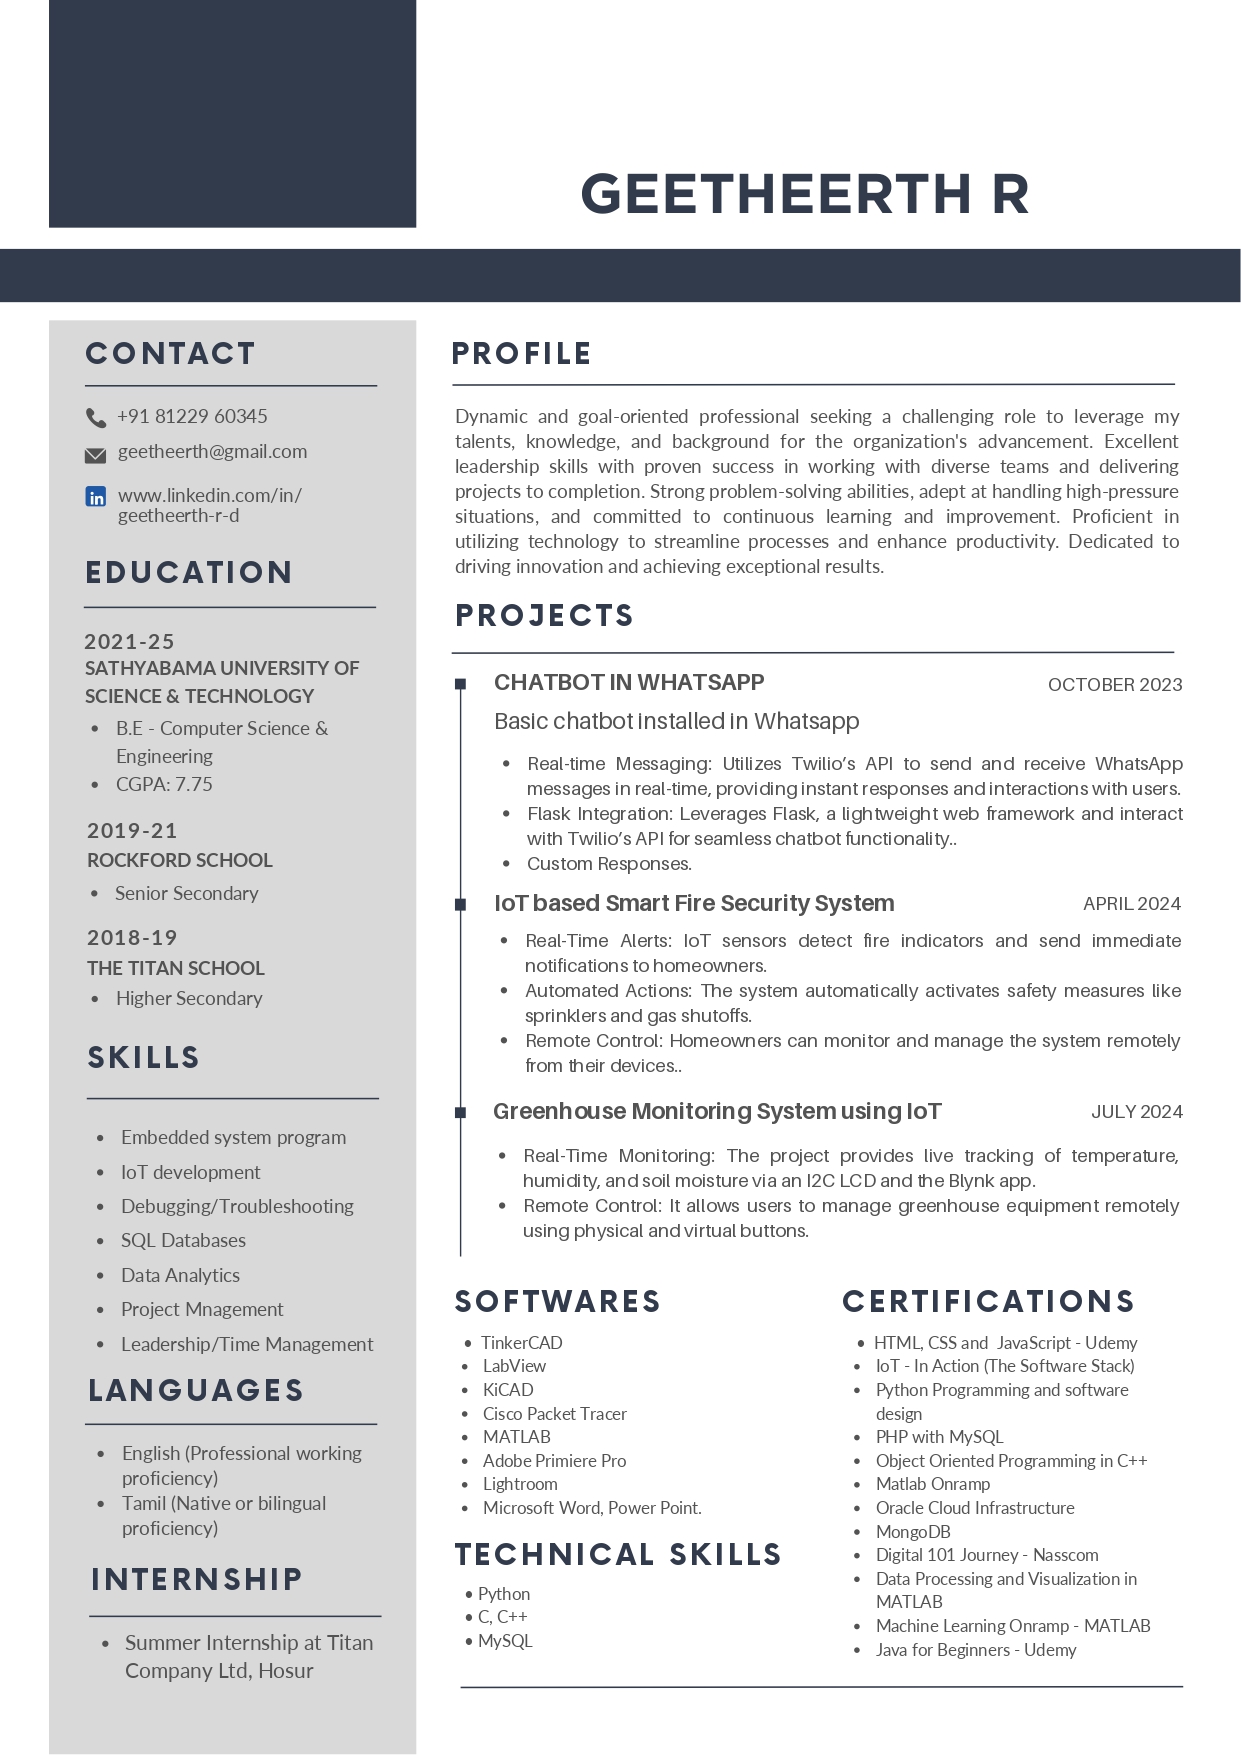 GEETHEERTH R
CONTACT
+91 81229 60345
geetheerth@gmail.com
www.linkedin.com/in/
geetheerth-r-d
EDUCATION
2021-25
SATHYABAMA UNIVERSITY OF
SCIENCE & TECHNOLOGY
• B.E - Computer Science &
Engineering
• CGPA: 7.75
2019-21
ROCKFORD SCHOOL
• Senior Secondary
2018-19
THE TITAN SCHOOL
• Higher Secondary
SKILLS
• Embedded system program
• IoT development
• Debugging/Troubleshooting
• SQL Databases
• Data Analytics
• Project Mnagement
• Leadership/Time Management
LANGUAGES
• English (Professional working
proficiency)
• Tamil (Native or bilingual
proficiency)
INTERNSHIP
• Summer Internship at Titan
Company Ltd, Hosur
PROFILE
Dynamic and goal-oriented professional seeking a challenging role to leverage my
talents, knowledge, and background for the organization's advancement. Excellent
leadership skills with proven success in working with diverse teams and delivering
projects to completion. Strong problem-solving abilities, adept at handling high-pressure
situations, and committed to continuous learning and improvement. Proficient in
utilizing technology to streamline processes and enhance productivity. Dedicated to
driving innovation and achieving exceptional results.
PROJECTS
CHATBOT IN WHATSAPP OCTOBER 2023
Basic chatbot installed in Whatsapp
• Real-time Messaging: Utilizes Twilio’s API to send and receive WhatsApp
messages in real-time, providing instant responses and interactions with users.
• Flask Integration: Leverages Flask, a lightweight web framework and interact
with Twilio’s API for seamless chatbot functionality..
• Custom Responses.
IoT based Smart Fire Security System APRIL 2024
• Real-Time Alerts: IoT sensors detect fire indicators and send immediate
notifications to homeowners.
• Automated Actions: The system automatically activates safety measures like
sprinklers and gas shutoffs.
• Remote Control: Homeowners can monitor and manage the system remotely
from their devices..
Greenhouse Monitoring System using IoT JULY 2024
• Real-Time Monitoring: The project provides live tracking of temperature,
humidity, and soil moisture via an I2C LCD and the Blynk app.
• Remote Control: It allows users to manage greenhouse equipment remotely
using physical and virtual buttons.
SOFTWARES
• TinkerCAD
• LabView
• KiCAD
• Cisco Packet Tracer
• MATLAB
• Adobe Primiere Pro
• Lightroom
• Microsoft Word, Power Point.
TECHNICAL SKILLS
• Python
• C, C++
• MySQL
CERTIFICATIONS
• HTML, CSS and JavaScript - Udemy
• IoT - In Action (The Software Stack)
• Python Programming and software
design
• PHP with MySQL
• Object Oriented Programming in C++
• Matlab Onramp
• Oracle Cloud Infrastructure
• MongoDB
• Digital 101 Journey - Nasscom
• Data Processing and Visualization in
MATLAB
• Machine Learning Onramp - MATLAB
• Java for Beginners - Udemy